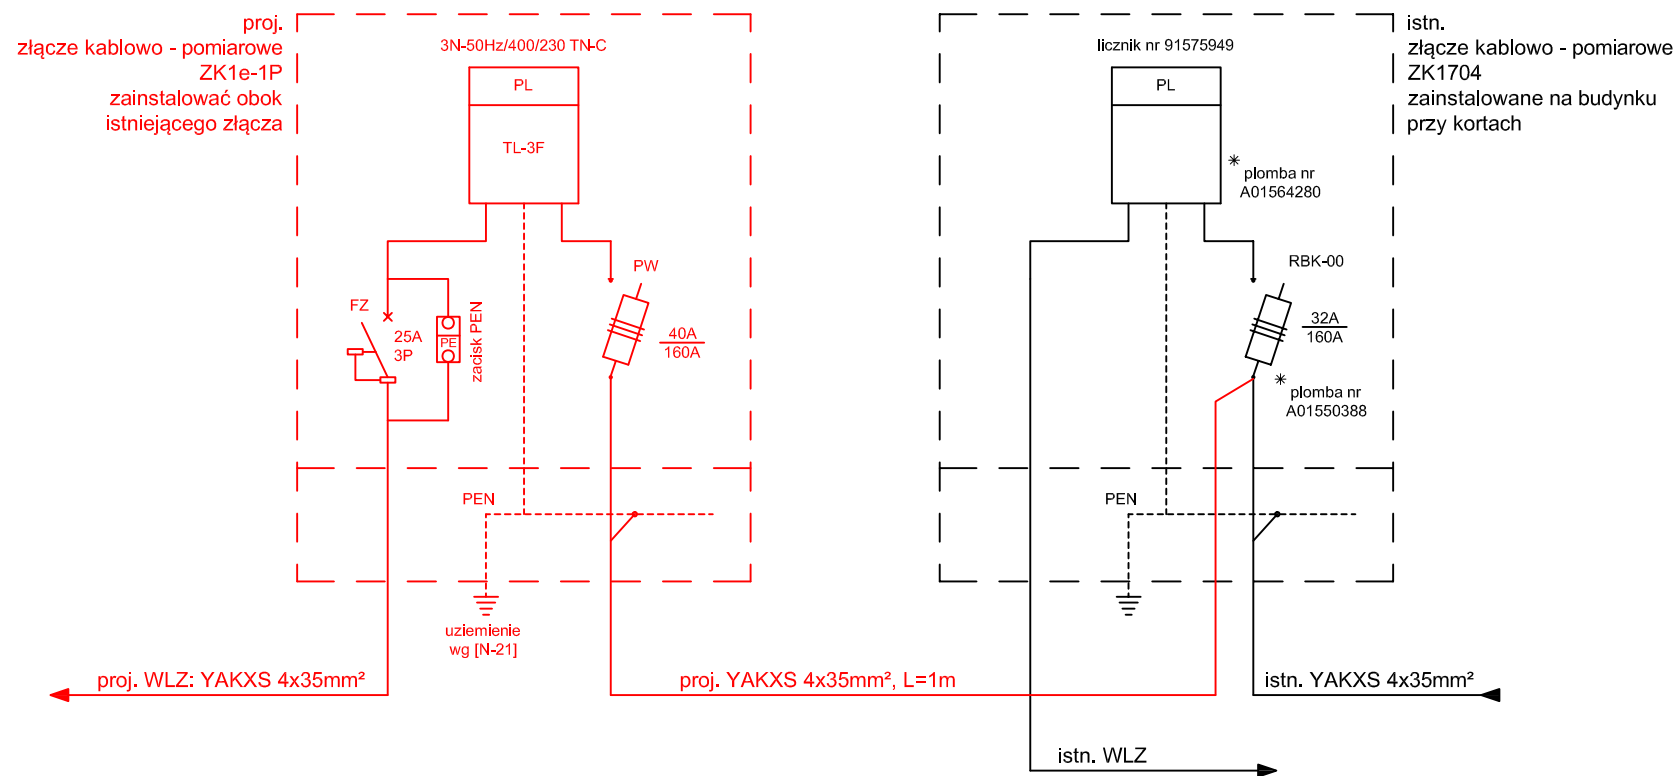 proj.
złącze kablowo - pomiarowe
ZK1e-1P
zainstalować obok
istniejącego złącza
3N-50Hz/400/230 TN-C
PL
TL-3F
FZ
25A
3P
PE
zacisk PEN
PW
40A
160A
PEN
uziemienie
wg [N-21]
proj. WLZ: YAKXS 4x35mm²
proj. YAKXS 4x35mm², L=1m
istn.
złącze kablowo - pomiarowe
ZK1704
zainstalowane na budynku
przy kortach
licznik nr 91575949
PL
* plomba nr
A01564280
RBK-00
32A
160A
* plomba nr
A01550388
PEN
istn. YAKXS 4x35mm²
istn. WLZ